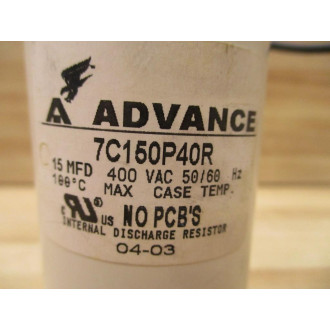 A ADVANCE
7C150P40R
15 MFD 400 VAC 50/60 Hz
100°C MAX CASE TEMP.
RU US NO PCB'S
INTERNAL DISCHARGE RESISTOR
04-03